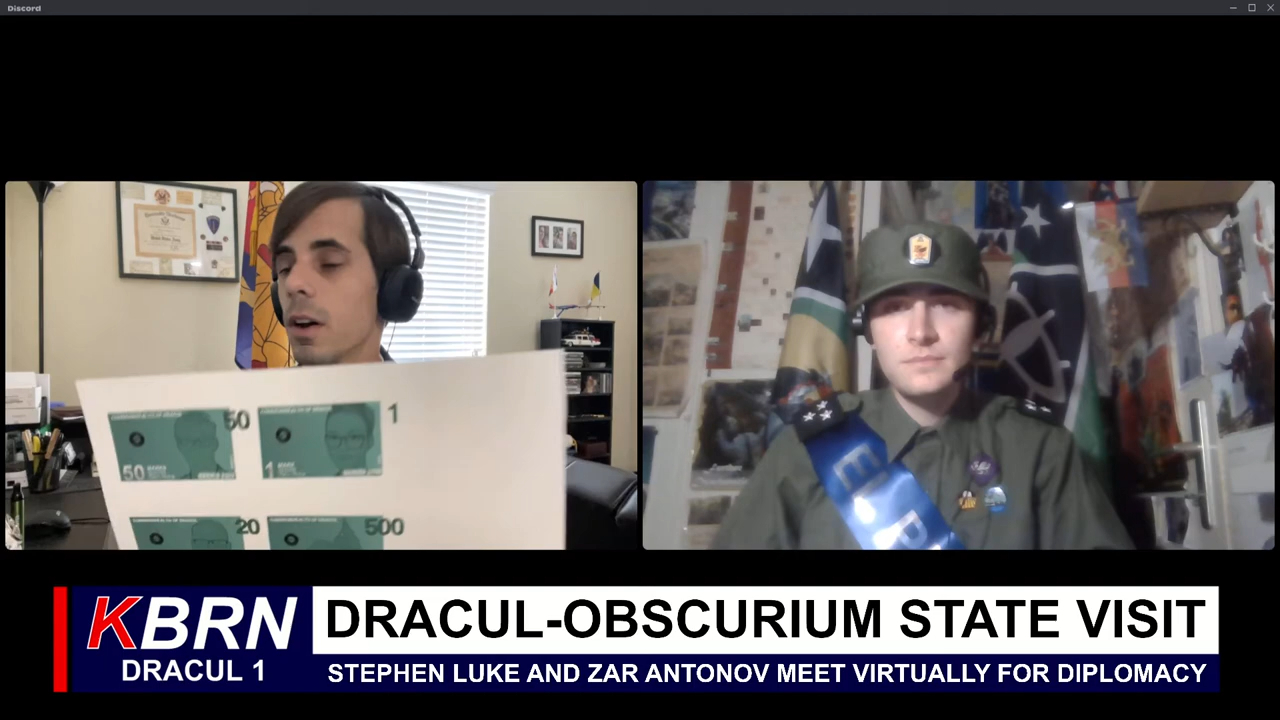 Discord
50
1
50
1
20
500
KBRN
DRACUL 1
DRACUL-OBSCURIUM STATE VISIT
STEPHEN LUKE AND ZAR ANTONOV MEET VIRTUALLY FOR DIPLOMACY